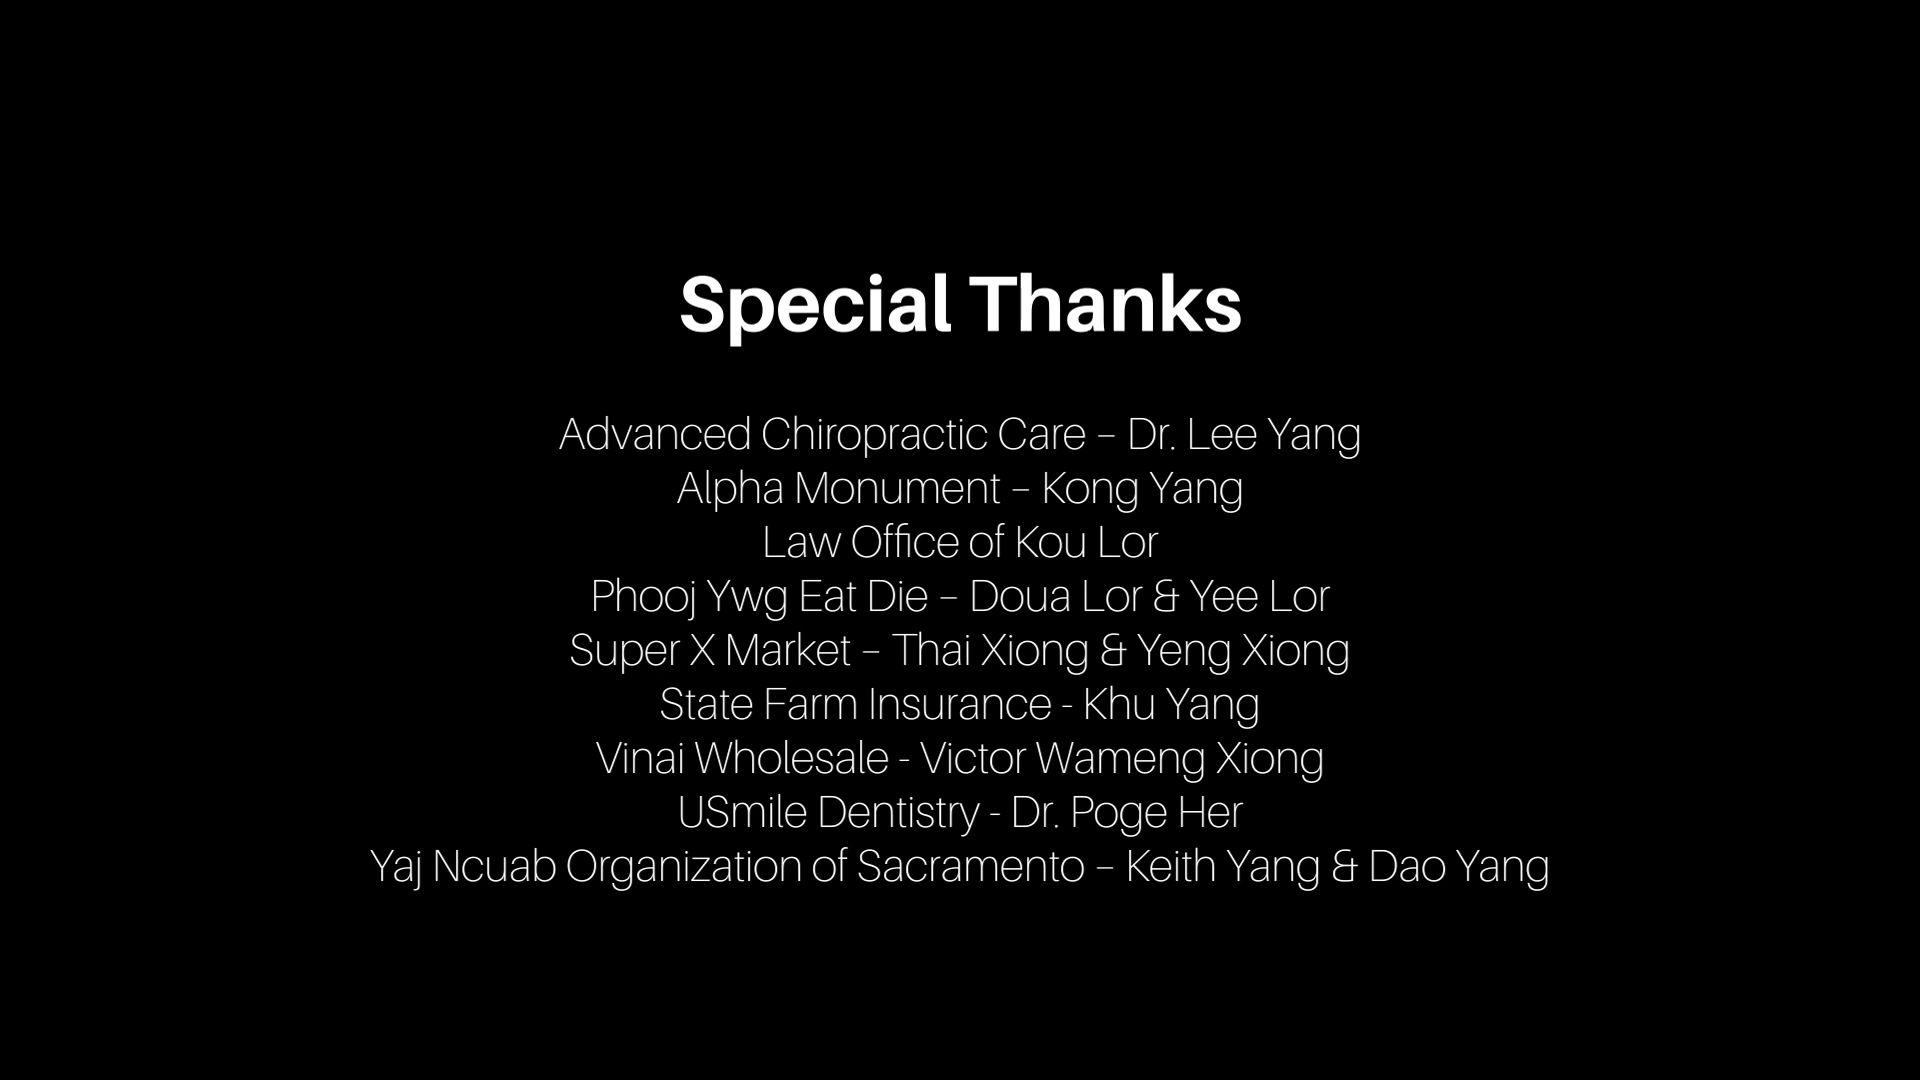 Special Thanks
Advanced Chiropractic Care – Dr. Lee Yang
Alpha Monument – Kong Yang
Law Office of Kou Lor
Phooj Ywg Eat Die – Doua Lor & Yee Lor
Super X Market – Thai Xiong & Yeng Xiong
State Farm Insurance - Khu Yang
Vinai Wholesale - Victor Wameng Xiong
USmile Dentistry - Dr. Poge Her
Yaj Ncuab Organization of Sacramento – Keith Yang & Dao Yang